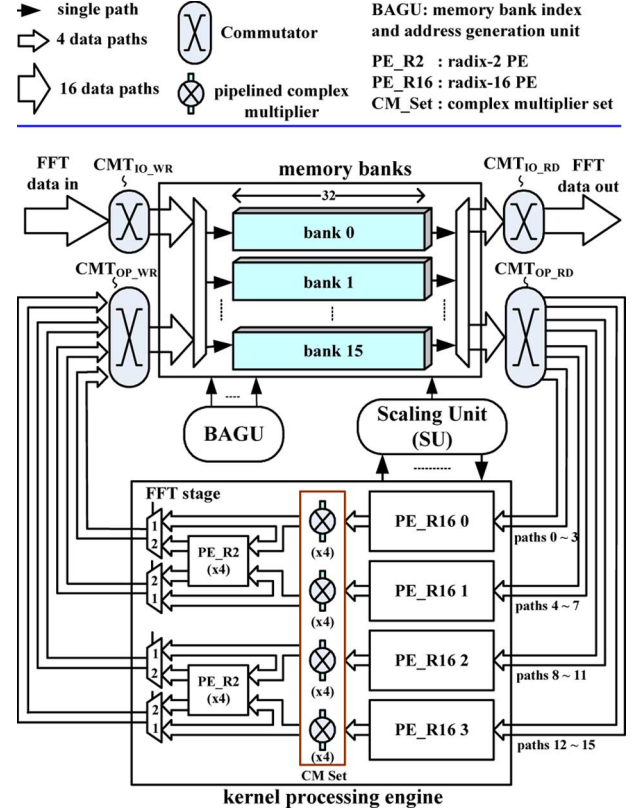 single path
4 data paths
16 data paths
Commutator
pipelined complex
multiplier
BAGU: memory bank index
and address generation unit
PE_R2 : radix-2 PE
PE_R16 : radix-16 PE
CM_Set : complex multiplier set
FFT
data in
CMT_IO_WR
memory banks
CMT_IO_RD
FFT
data out
32
bank 0
CMT_OP_WR
bank 1
CMT_OP_RD
bank 15
BAGU
Scaling Unit
(SU)
FFT stage
1
2
PE_R2
(x4)
2
1
(x4)
(x4)
PE_R16 0
PE_R16 1
paths 0 ~ 3
paths 4 ~ 7
1
2
PE_R2
(x4)
2
1
(x4)
(x4)
PE_R16 2
PE_R16 3
paths 8 ~ 11
paths 12 ~ 15
CM Set
kernel processing engine